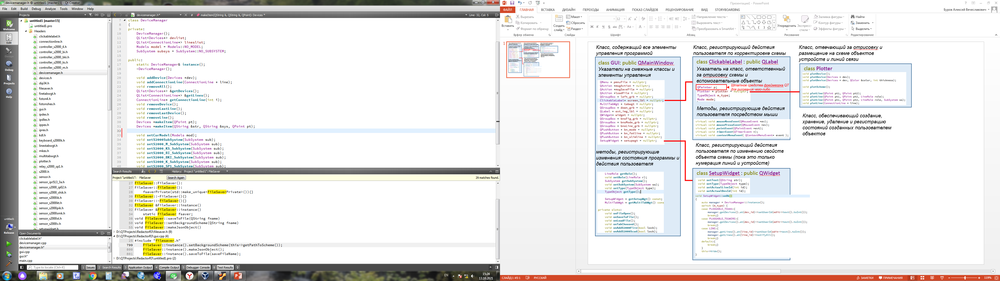 devicemanager.h @ untitled1 [master15] - Qt Creator
File Edit Build Debug Analyze Tools Window Help
Projects
devicemanager.h*
# makeItem(QString &, QString &, QPoint): Devices *
Line: 32, Col: 5
Welcome
Edit
Design
Debug
Projects
Help
untitled1
Release
untitled1 [master15]
untitled1.pro
Headers
clickablelabel.h
connectionline.h
controller_s2000_4.h
controller_s2000_bi.h
controller_s2000_bki.h
controller_s2000_ks.h
controller_s2000_m.h
devicemanager.h
devices.h
dip34.h
filesaver.h
firetabwgt.h
foton4.h
fotonshex.h
gui.h
ipdex.h
ipdlex.h
ippex.h
iprex.h
kdl.h
keyboard_s2000k.h
linestabwgt.h
mkex.h
multitabwgt.h
plotter.h
relay_s2000_sp1.h
s2000.h
sensor.h
sensor_ipr513_3a.h
sensor_s2000_ip02.h
sensor_s2000_shik.h
sensor_s2000ik.h
sensor_s2000kt.h
sensor_s2000pik.h
sensor_s2000smk.h
sensor_s2000st.h
sensor_s2000v.h
setupwidget.h
Open Documents
clickablelabel.h*
devicemanager.cpp
devicemanager.h*
gui.cpp
gui.h*
main.cpp
7 class DeviceManager
8 {
9 private:
10 DeviceManager();
11 QList<Devices*> devlist;
12 QList<ConnectionLine*> lineslist;
13 Models model = Models::NO_MODEL;
14 SubSystem subsys = SubSystem::NO_SUBSYSTEM;
15
16 public:
17 static DeviceManager& instance();
18 ~DeviceManager();
19
20 void addDevice(Devices *dev);
21 void addConnectionLine(ConnectionLine * line);
22 void removeAll();
23 QList<Devices*> &getDevices();
24 QList<ConnectionLine*> &getLines();
25 ConnectionLine* getConnectionLine(int i);
26 void removeDevice();
27 void removeLastLine();
28 void removeLastDevice();
29 void removeLine();
30 Devices *makeItem(QPoint pt);
31 Devices *makeItem(QString &str, QString &sys, QPoint pt);
32
33 void setCurModel(Models mod);
34 void setS2000SubSystem(SubSystem sub);
35 void setS2000_M_SubSystem(SubSystem sub);
36 void setS2000_KS_SubSystem(SubSystem sub);
37 void setS2000_BI_SubSystem(SubSystem sub);
38 void setS2000_BKI_SubSystem(SubSystem sub);
39 void setS2000_K_SubSystem(SubSystem sub);
40 void setS2000_SP1_SubSystem(SubSystem sub);
Search Results History: Project "untitled1": FileSaver
Project "untitled1": FileSaver Search Again 29 matches found.
27 FileSaver::FileSaver():
27 FileSaver::FileSaver():
28 fsaverPrivate(std::make_unique<FileSaverPrivate>()){}
30 FileSaver::~FileSaver(){}
30 FileSaver::~FileSaver(){}
32 FileSaver &FileSaver::instance()
32 FileSaver &FileSaver::instance()
34 static FileSaver fsaver;
38 void FileSaver::saveToFile(QString fname)
50 void FileSaver::setBackgroundScheme(QString fname)
55 void FileSaver::makeJsonObject()
D:\QTProjects\RedactorR3\filesaver.h (9)
D:\QTProjects\RedactorR3\gui.cpp (4)
25 #include "filesaver.h"
799 FileSaver::instance().setBackgroundScheme(this->getPathToScheme());
800 FileSaver::instance().makeJsonObject();
801 FileSaver::instance().saveToFile(saveFileName);
D:\QTProjects\RedactorR3\untitled1.pro (2)
Type to locate (Ctrl+K) 1 Issues 2 Search Results 3 Application Output 4 Compile Output 5 Debugger Console 8 Test Results
EN
15:24
13.10.2021
Презентация1 - PowerPoint
ФАЙЛ ГЛАВНАЯ ВСТАВКА ДИЗАЙН ПЕРЕХОДЫ АНИМАЦИЯ ПОКАЗ СЛАЙДОВ РЕЦЕНЗИРОВАНИЕ ВИД STORYBOARDING
Буров Алексей Вячеславович
Вставить
Вырезать
Копировать
Формат по образцу
Буфер обмена
Создать слайд
Макет
Сбросить
Раздел
Слайды
12
Ж К Ч S abc AV Aa A
Шрифт
Направление текста
Выровнять текст
Преобразовать в SmartArt
Абзац
Упорядочить
Экспресс-стили
Заливка фигуры
Контур фигуры
Эффекты фигуры
Рисование
Найти
Заменить
Выделить
Редактирование
1
Класс, содержащий все элементы
управления программой
class GUI: public QMainWindow
Указатели на смежные классы и
элементы управления
QMenu * pmnuFile = nullptr;
QAction *msgAction = nullptr;
QAction *msgSaveFile = nullptr;
QAction *loadFile = nullptr;
QGroupBox * left_grb = nullptr;
ClickableLabel* screen_lbl = nullptr;
MultiTabWgt * tabwgt = nullptr;
QGroupBox * down_grb = nullptr;
QLabel * ext_img_lbl = nullptr;
QWidget* widget = nullptr;
QGroupBox * bnsFig_grb = nullptr;
QGroupBox * bnsMode_grb = nullptr;
QGroupBox * bnsLine_grb = nullptr;
QPushButton * bn_mode = nullptr;
QPushButton * bn_fatline = nullptr;
QPushButton * bn_slimline = nullptr;
SetupWidget * setupwgt = nullptr;
методы, регистрирующие
изменения состояния программы и
действия пользователя
LineRole getRole();
void setRole(LineRole r);
SubSystem getSubSystem();
void setSubSystem(SubSystem ss);
void setType(TypeObject type);
TypeObject getType();
SetupWidget * getSetupWgt() const;
MultiTabWgt * getMultiTabWgt() cons
private slots:
void onFileOpen();
void onSaveToFile();
void onLoadFile();
void onTabChoosed();
void onAddS2000Fire(bool lock);
void onAddS2000Scud(bool lock);
Класс, регистрирующий действия
пользователя по корректировке схемы
class ClickableLabel : public QLabel
Указатель на класс, ответственный
за отрисовку схемы и
вспомогательные объекты
QPainter p;
Штатное средства фреймворка QT
для рисования чего-либо
Plotter * plotter = nullptr;
TypeObject m_type;
Mode mode;
Методы, регистрирующие действия
пользователя посредством мыши
virtual void mouseMoveEvent(QMouseEvent *ev);
virtual void mousePressEvent(QMouseEvent *ev);
virtual void paintEvent(QPaintEvent *evt);
virtual void timerEvent(QTimerEvent *);
virtual void contextMenuEvent( QContextMenuEvent* event );
Класс, регистрирующий действия
пользователя по изменению свойств
объекта схемы (пока это только
нумерация линий и устройств)
class SetupWidget : public QWidget
void setText(QString str);
void setType(TypeObject type);
void setActualLineId(int id);
void setActualDevId(int id);
void SetupWidget::onOk()
{
auto manager = DeviceManager::instance();
switch (m_type) {
case PLUGGABLE_TO485:{
manager.getDevices().at(dev_id)->setUserId(edit->text().toInt());
break;}
case PLUGGABLE_TO2WIRE:{
manager.getDevices().at(dev_id)->setUserId(edit->text().toInt());
break;}
case LINE:{
manager.getLines().at(line_id)->setUserId(edit->text().toInt());
manager.getLines().at(line_id)->notifyAll();
break;}
default:{
break;}
}
this->hide();
}
Класс, отвечающий за отрисовку и
размещение на схеме объектов
устройств и линий связи
class Plotter
void plotDevice();
void plotDevice(Devices * dev);
void plotDevice(Devices * dev, QColor &color, int thickness);
void plotScheme();
void plotLine(QPoint pt1, QPoint pt2);
void plotLine(QPoint pt1, QPoint pt2, LineRole role);
void plotLine(QPoint pt1, QPoint pt2, LineRole role, SubSystem ss);
void plotLine(ConnectionLine * line);
Класс, обеспечивающий создание,
хранение, удаление и регистрацию
состояний созданных пользователем
объектов
СЛАЙД 1 ИЗ 1 РУССКИЙ ЗАМЕТКИ ПРИМЕЧАНИЯ 119%